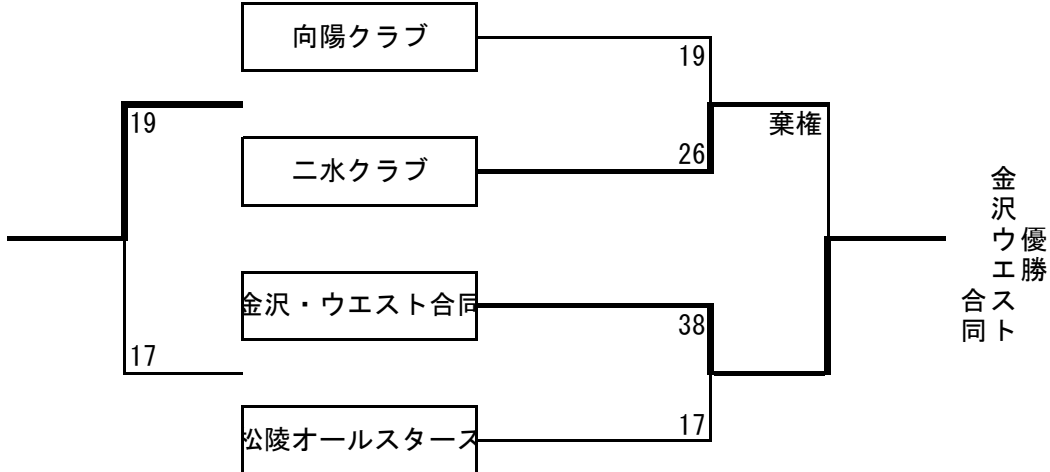 向陽クラブ
19
19
棄権
二水クラブ
26
優勝
金沢ウエスト
合同
金沢・ウエスト合同
38
17
松陵オールスターズ
17